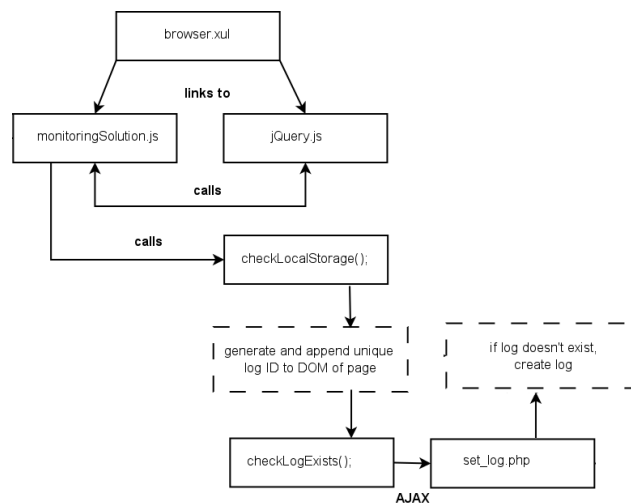 browser.xul
links to
monitoringSolution.js
jQuery.js
calls
calls
checkLocalStorage( );
generate and append unique
log ID to DOM of page
if log doesn't exist,
create log
checkLogExists( );
set_log.php
AJAX